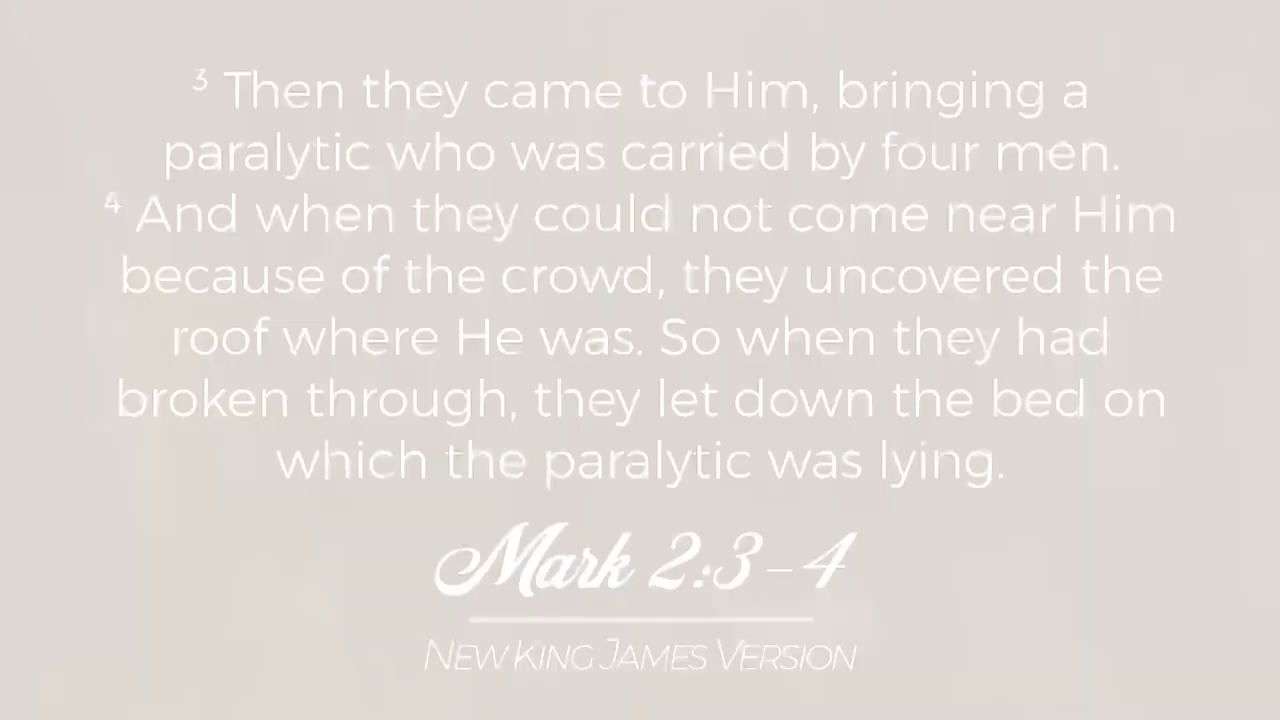 ³ Then they came to Him, bringing a
paralytic who was carried by four men.
⁴ And when they could not come near Him
because of the crowd, they uncovered the
roof where He was. So when they had
broken through, they let down the bed on
which the paralytic was lying.
Mark 2:3-4
NEW KING JAMES VERSION